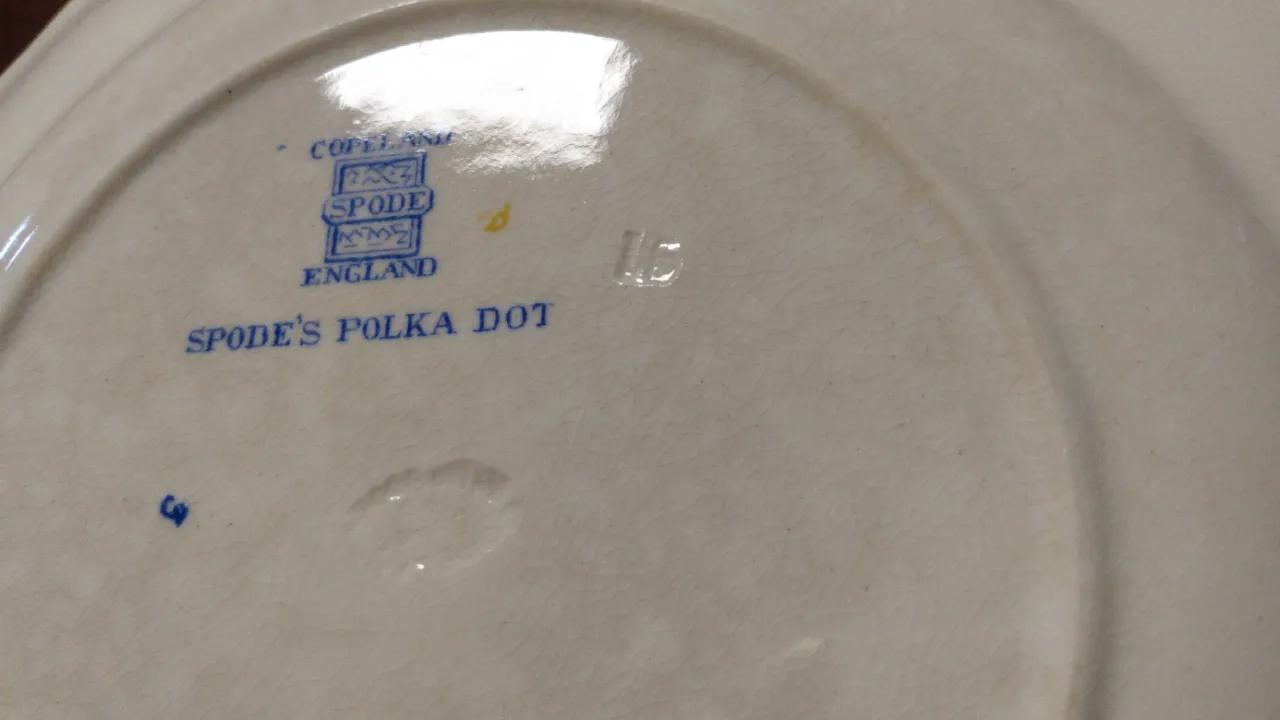 COPELAND
SPODE
ENGLAND
SPODE'S POLKA DOT